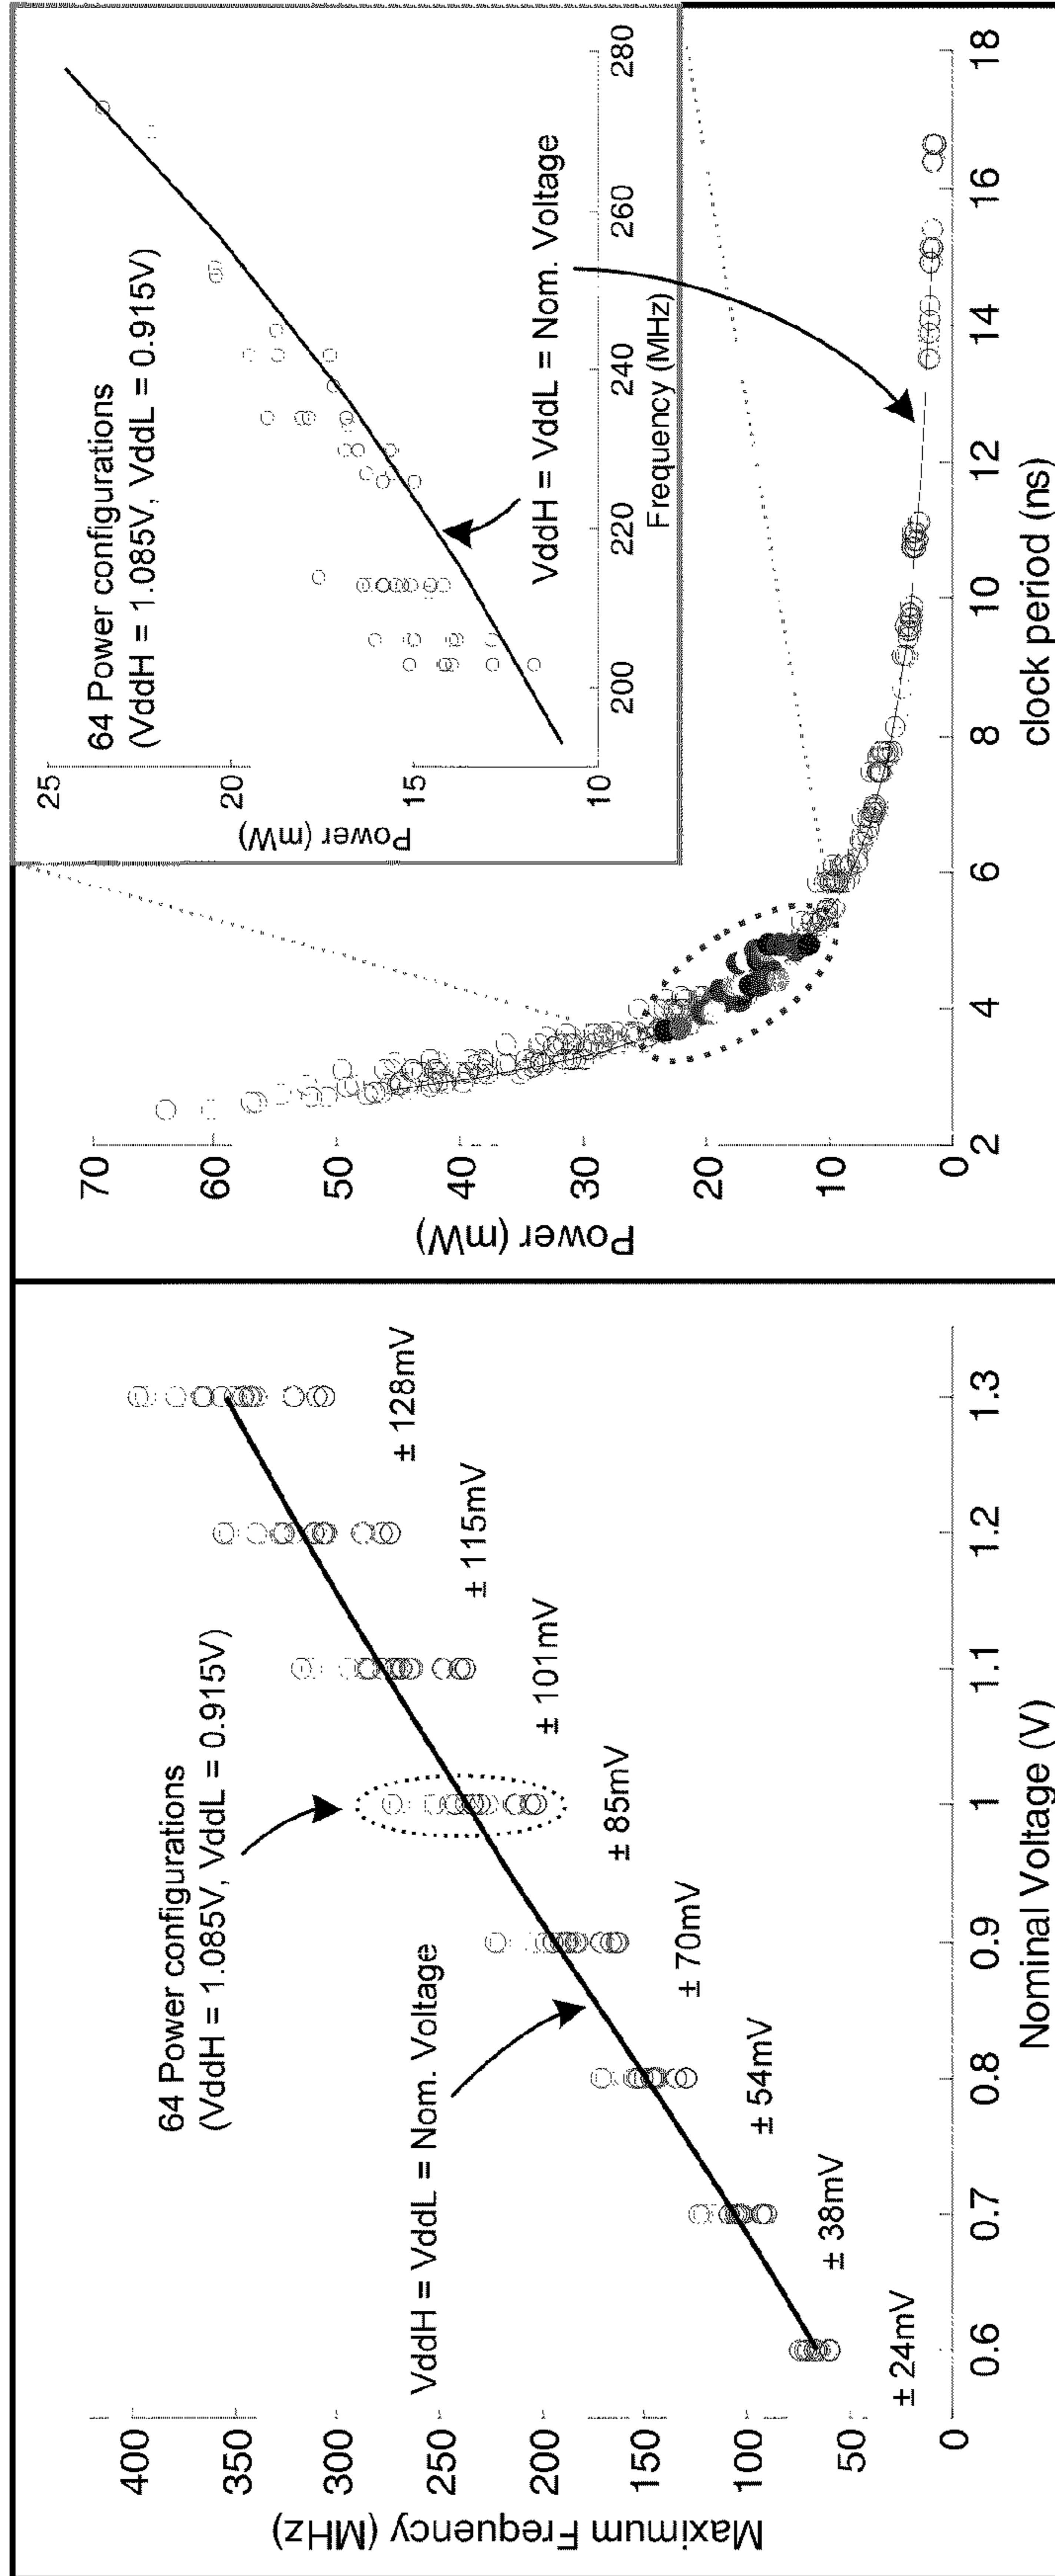 Maximum Frequency (MHz)
400
350
300
250
200
150
100
50
0
64 Power configurations
(VddH = 1.085V, VddL = 0.915V)
VddH = VddL = Nom. Voltage
± 24mV
± 38mV
± 54mV
± 70mV
± 85mV
± 101mV
± 115mV
± 128mV
0.6 0.7 0.8 0.9 1 1.1 1.2 1.3
Nominal Voltage (V)
Power (mW)
70
60
50
40
30
20
10
0
2 4 6 8 10 12 14 16 18
clock period (ns)
Power (mW)
25
20
15
10
64 Power configurations
(VddH = 1.085V, VddL = 0.915V)
VddH = VddL = Nom. Voltage
200 220 240 260 280
Frequency (MHz)